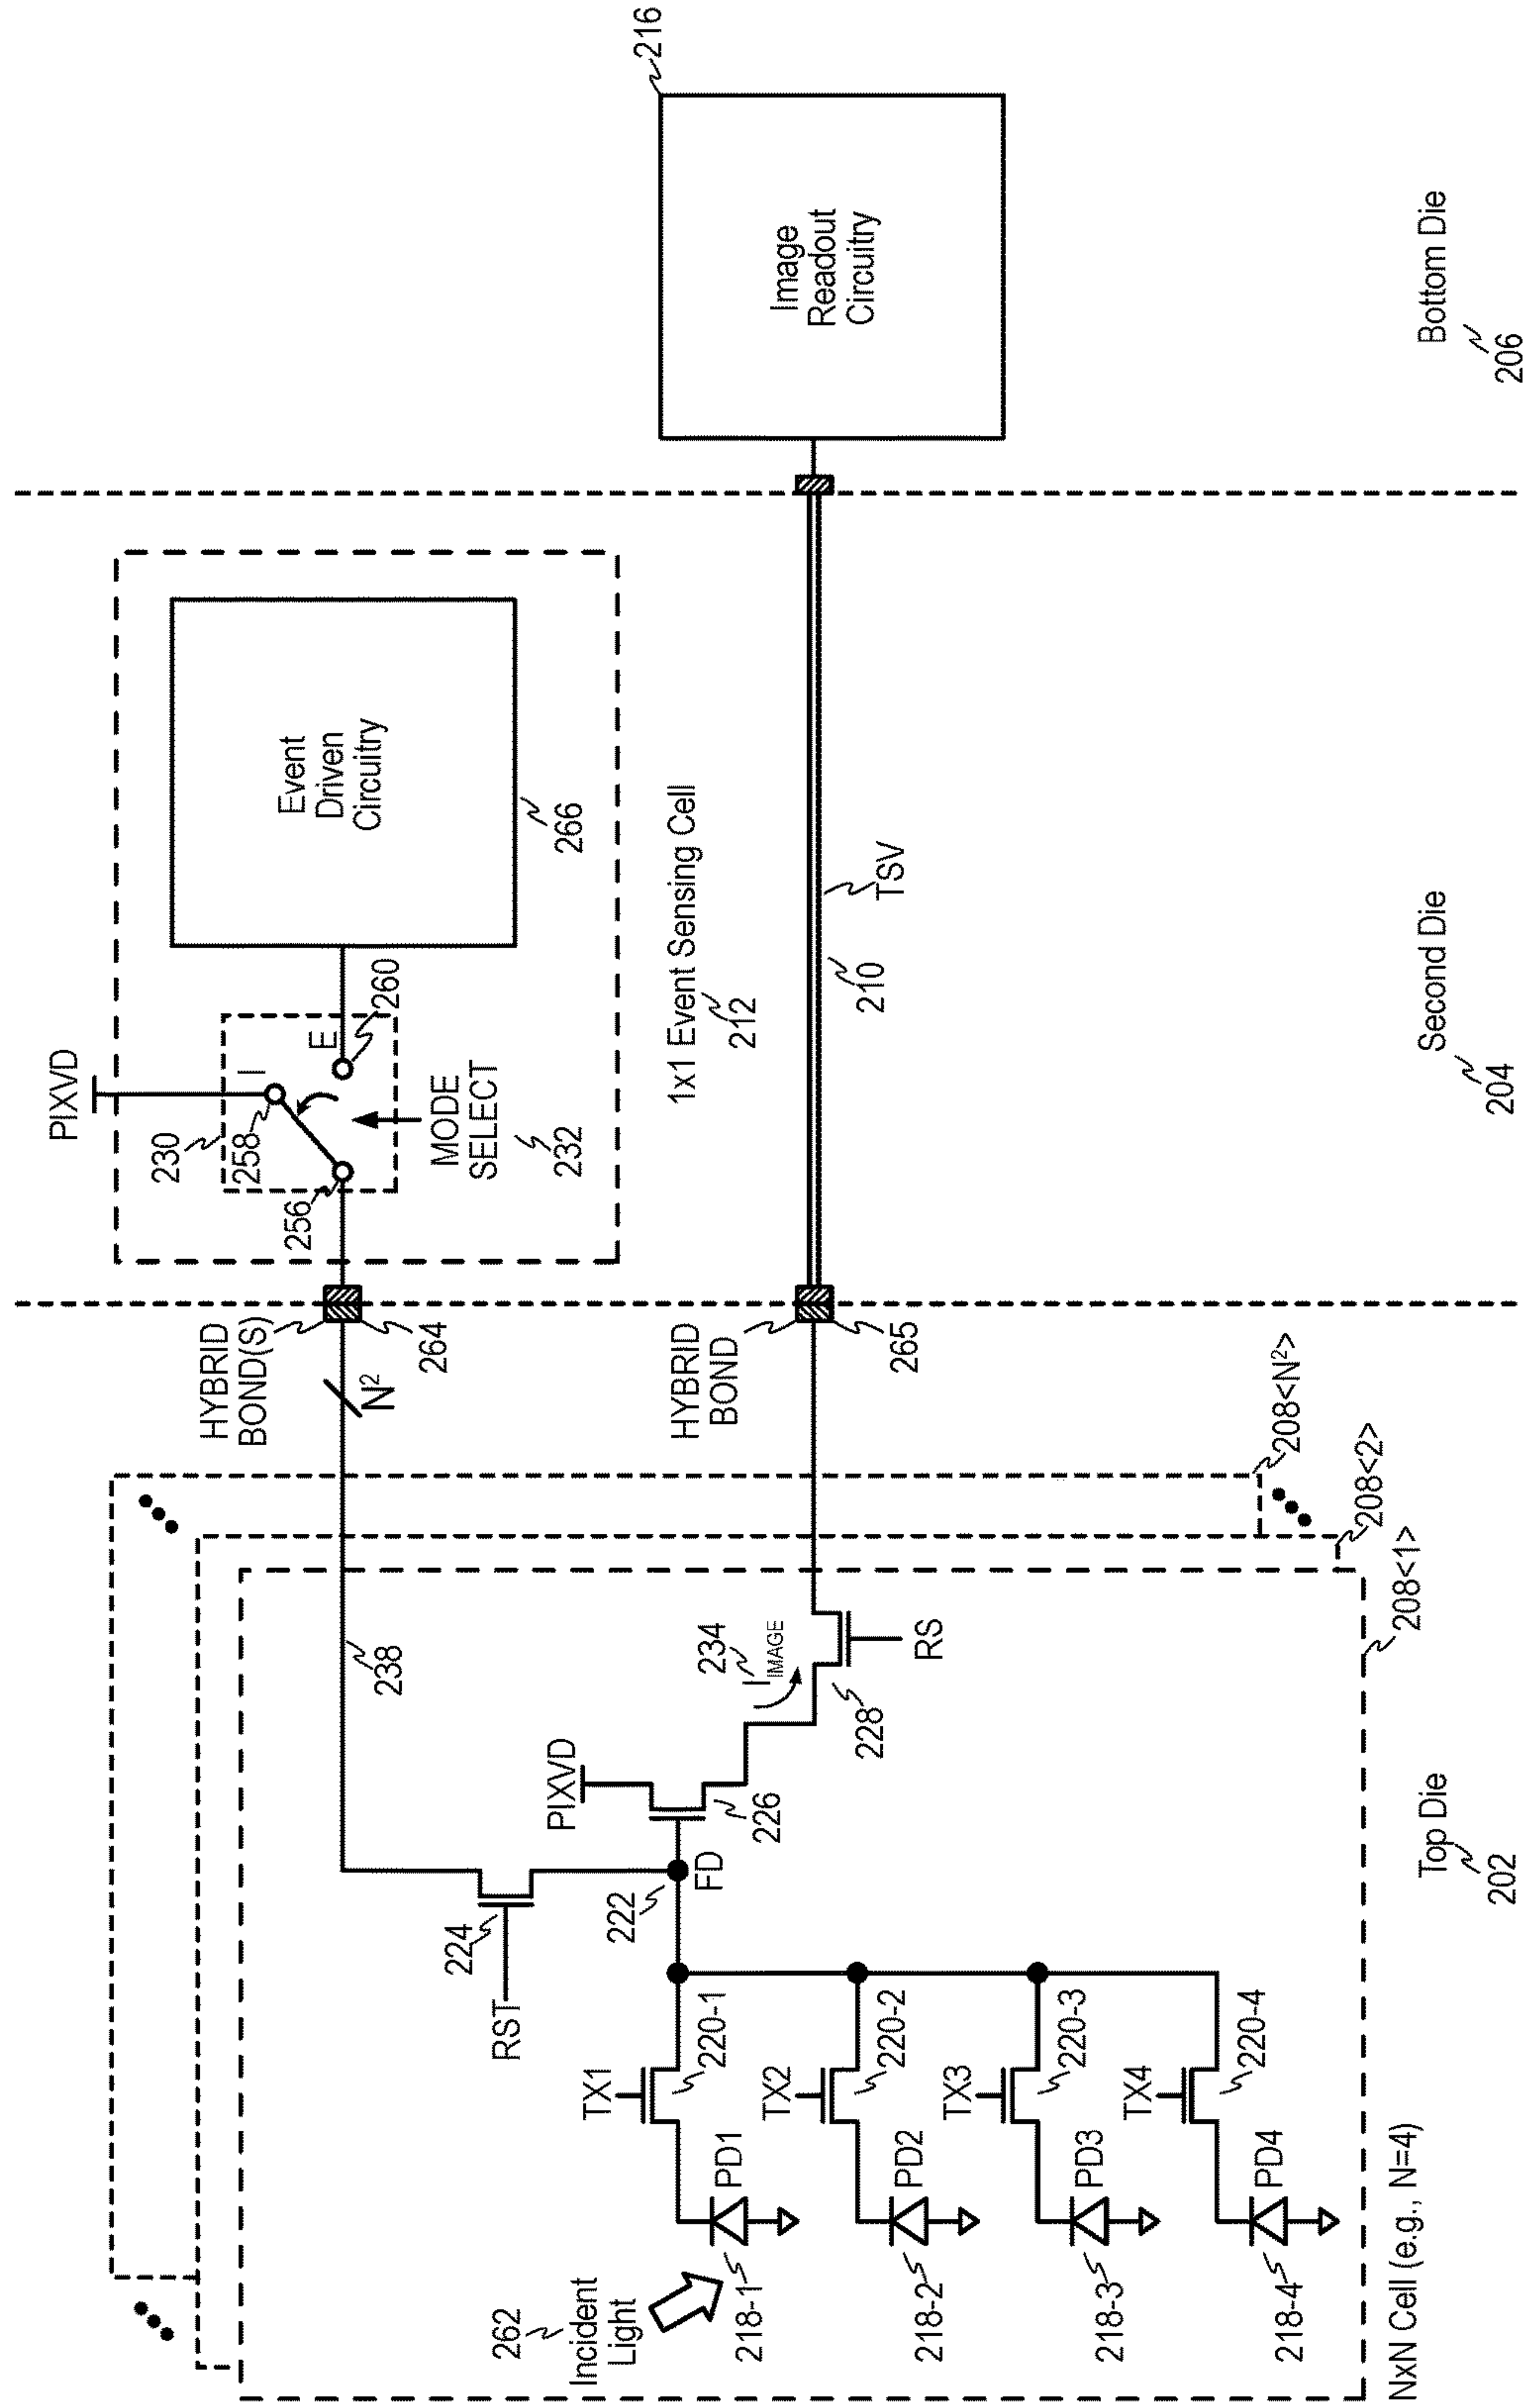 262
Incident
Light
218-1
PD1
TX1
220-1
218-2
PD2
TX2
220-2
218-3
PD3
TX3
220-3
218-4
PD4
TX4
220-4
RST
224
222
FD
PIXVD
226
238
234
I_IMAGE
228
RS
NxN Cell (e.g., N=4)
208<1>
208<2>
208<N²>
Top Die
202
HYBRID
BOND(S)
264
N²
HYBRID
BOND
265
PIXVD
230
258
256
I
E
260
MODE
SELECT
232
Event
Driven
Circuitry
266
1x1 Event Sensing Cell
212
TSV
210
Second Die
204
Image
Readout
Circuitry
216
Bottom Die
206